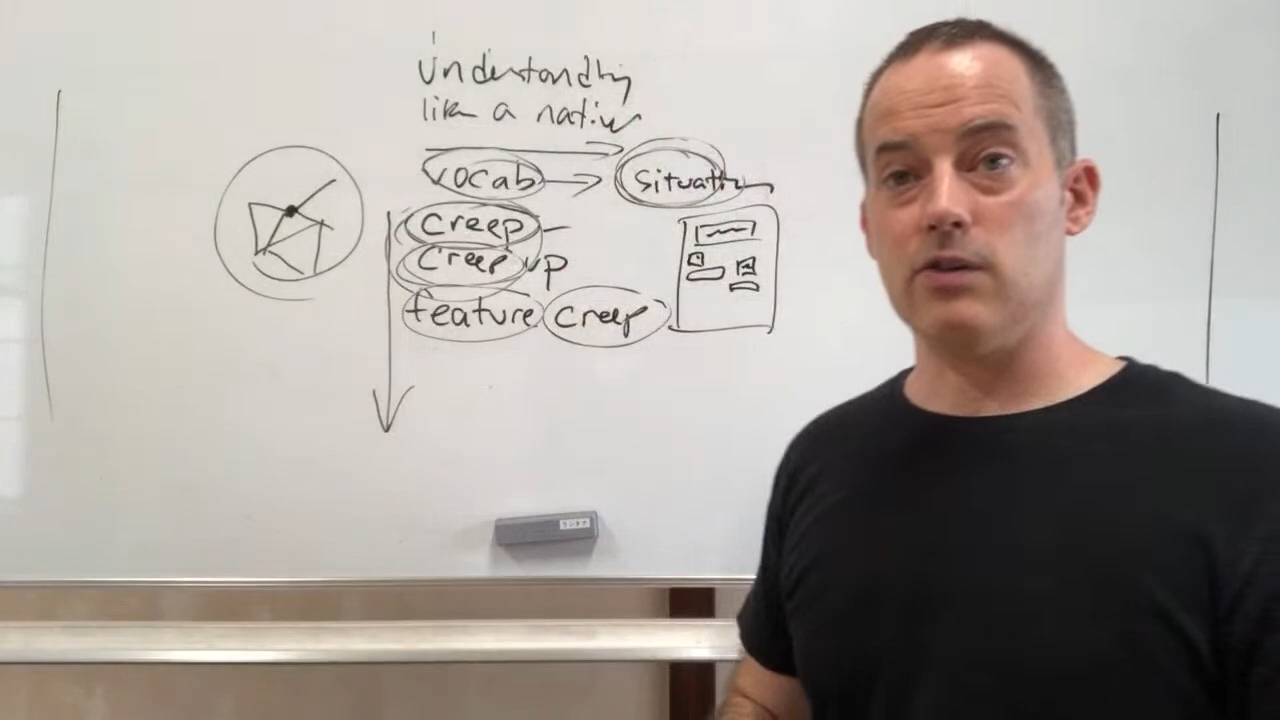 Understanding
like a native
vocab situation
creep
creep up
feature creep